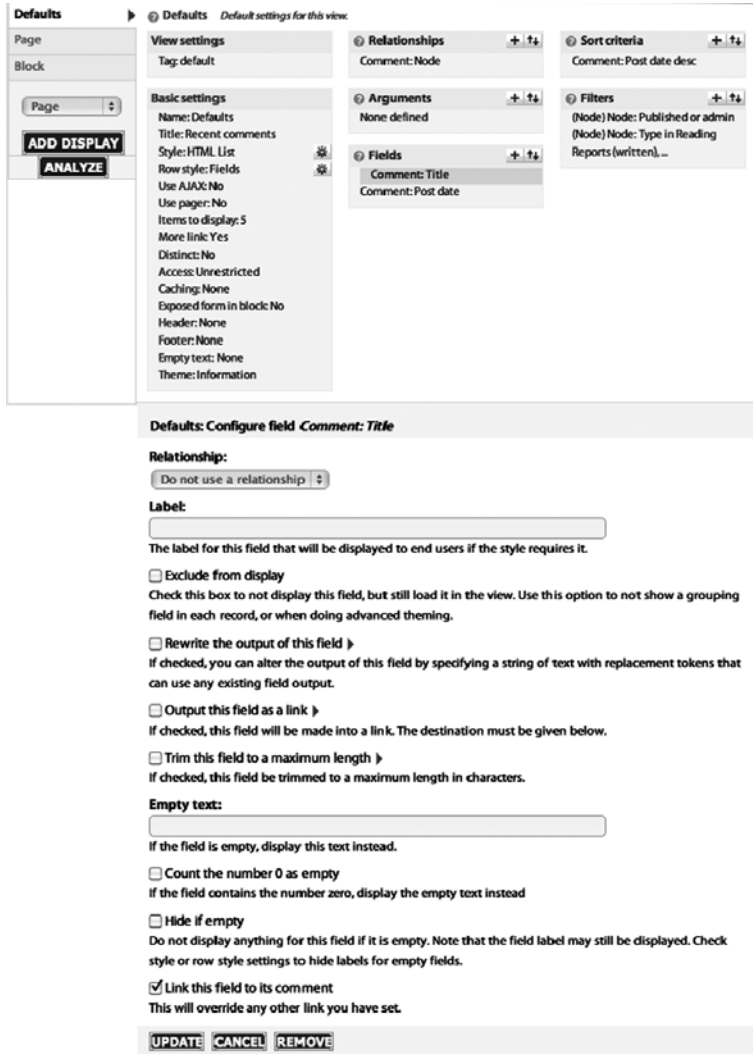 Defaults
Page
Block
Page
ADD DISPLAY
ANALYZE
Defaults Default settings for this view.
View settings
Tag: default
Basic settings
Name: Defaults
Title: Recent comments
Style: HTML List
Row style: Fields
Use AJAX: No
Use pager: No
Items to display: 5
More link: Yes
Distinct: No
Access: Unrestricted
Caching: None
Exposed form in block: No
Header: None
Footer: None
Empty text: None
Theme: Information
Relationships
Comment: Node
Arguments
None defined
Fields
Comment: Title
Comment: Post date
Sort criteria
Comment: Post date desc
Filters
(Node) Node: Published or admin
(Node) Node: Type in Reading
Reports (written), ...
Defaults: Configure field Comment: Title
Relationship:
Do not use a relationship
Label:
The label for this field that will be displayed to end users if the style requires it.
Exclude from display
Check this box to not display this field, but still load it in the view. Use this option to not show a grouping
field in each record, or when doing advanced theming.
Rewrite the output of this field
If checked, you can alter the output of this field by specifying a string of text with replacement tokens that
can use any existing field output.
Output this field as a link
If checked, this field will be made into a link. The destination must be given below.
Trim this field to a maximum length
If checked, this field be trimmed to a maximum length in characters.
Empty text:
If the field is empty, display this text instead.
Count the number 0 as empty
If the field contains the number zero, display the empty text instead
Hide if empty
Do not display anything for this field if it is empty. Note that the field label may still be displayed. Check
style or row style settings to hide labels for empty fields.
Link this field to its comment
This will override any other link you have set.
UPDATE CANCEL REMOVE